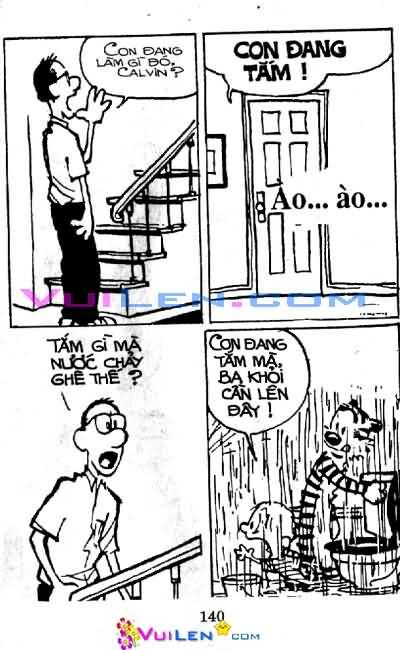 CON ĐANG
LÀM GÌ ĐÓ,
CALVIN?
CON ĐANG
TẮM !
Ào... ào...
VUILEN.COM
TẮM GÌ MÀ
NƯỚC CHẢY
GHÊ THẾ ?
CON ĐANG
TẮM MÀ,
BA KHỎI
CẦN LÊN
ĐÂY !
140
VUILEN.COM